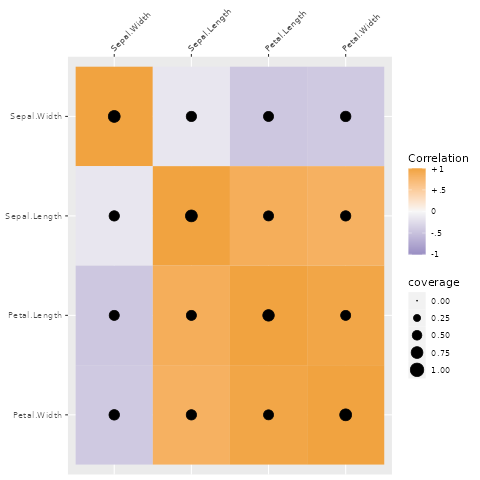 Sepal.Width
Sepal.Length
Petal.Length
Petal.Width
Sepal.Width
Sepal.Length
Petal.Length
Petal.Width
Correlation
+1
+.5
0
-.5
-1
coverage
0.00
0.25
0.50
0.75
1.00